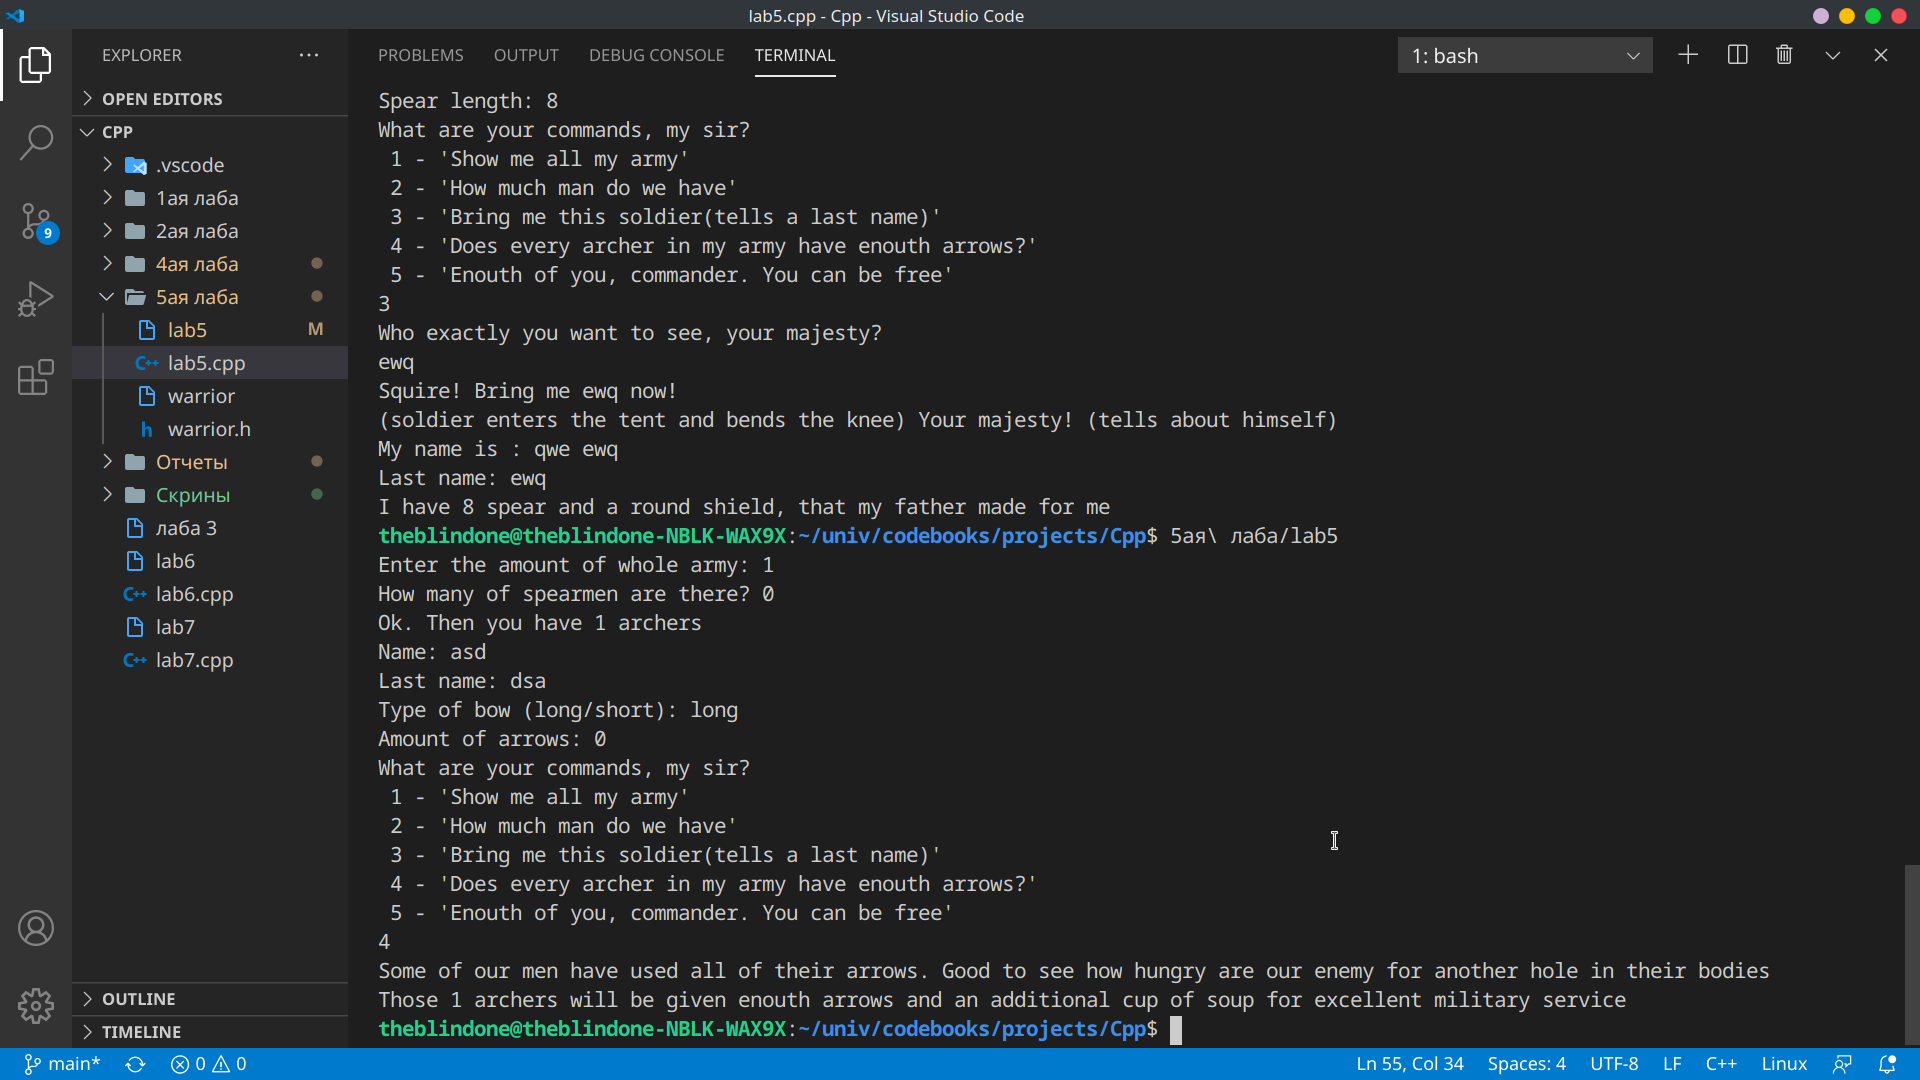 lab5.cpp - Cpp - Visual Studio Code
EXPLORER
OPEN EDITORS
CPP
.vscode
1ая лаба
2ая лаба
4ая лаба
5ая лаба
lab5 M
C++ lab5.cpp
warrior
h warrior.h
Отчеты
Скрины
лаба 3
lab6
C++ lab6.cpp
lab7
C++ lab7.cpp
OUTLINE
TIMELINE
9
PROBLEMS OUTPUT DEBUG CONSOLE TERMINAL 1: bash
Spear length: 8
What are your commands, my sir?
1 - 'Show me all my army'
2 - 'How much man do we have'
3 - 'Bring me this soldier(tells a last name)'
4 - 'Does every archer in my army have enouth arrows?'
5 - 'Enouth of you, commander. You can be free'
3
Who exactly you want to see, your majesty?
ewq
Squire! Bring me ewq now!
(soldier enters the tent and bends the knee) Your majesty! (tells about himself)
My name is : qwe ewq
Last name: ewq
I have 8 spear and a round shield, that my father made for me
theblindone@theblindone-NBLK-WAX9X:~/univ/codebooks/projects/Cpp$ 5ая\ лаба/lab5
Enter the amount of whole army: 1
How many of spearmen are there? 0
Ok. Then you have 1 archers
Name: asd
Last name: dsa
Type of bow (long/short): long
Amount of arrows: 0
What are your commands, my sir?
1 - 'Show me all my army'
2 - 'How much man do we have'
3 - 'Bring me this soldier(tells a last name)'
4 - 'Does every archer in my army have enouth arrows?'
5 - 'Enouth of you, commander. You can be free'
4
Some of our men have used all of their arrows. Good to see how hungry are our enemy for another hole in their bodies
Those 1 archers will be given enouth arrows and an additional cup of soup for excellent military service
theblindone@theblindone-NBLK-WAX9X:~/univ/codebooks/projects/Cpp$
main* 0 0 Ln 55, Col 34 Spaces: 4 UTF-8 LF C++ Linux